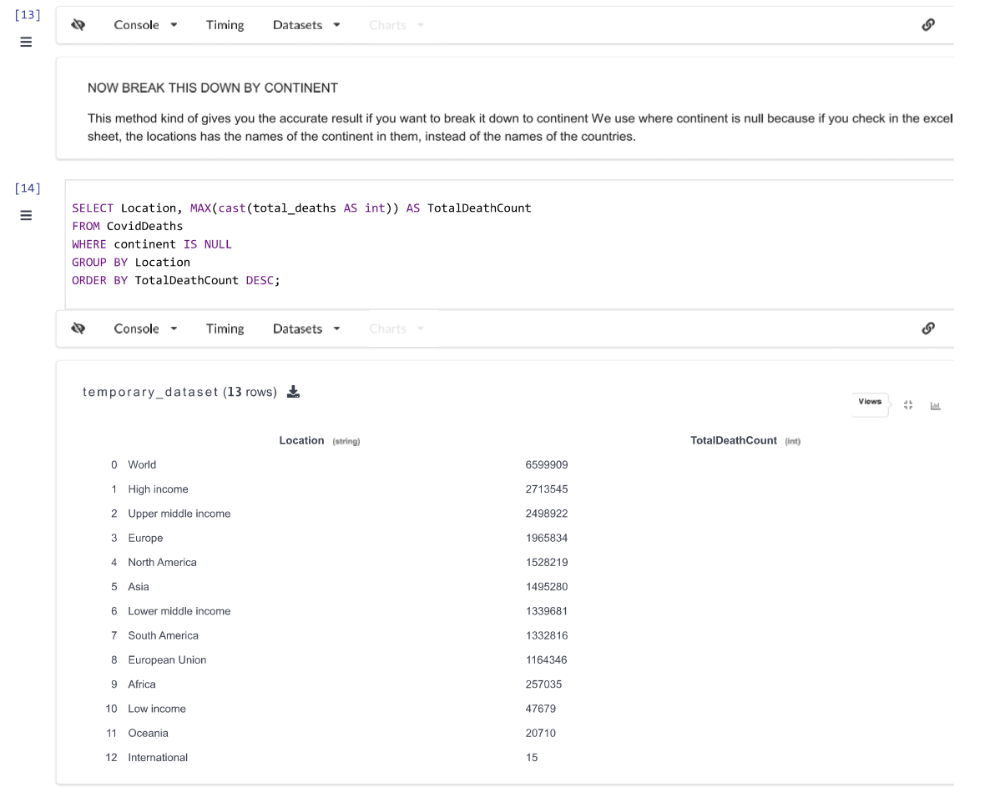 [13]
Console Timing Datasets Charts
NOW BREAK THIS DOWN BY CONTINENT
This method kind of gives you the accurate result if you want to break it down to continent We use where continent is null because if you check in the excel
sheet, the locations has the names of the continent in them, instead of the names of the countries.
[14]
SELECT Location, MAX(cast(total_deaths AS int)) AS TotalDeathCount
FROM CovidDeaths
WHERE continent IS NULL
GROUP BY Location
ORDER BY TotalDeathCount DESC;
Console Timing Datasets Charts
temporary_dataset (13 rows)
Views
Location (string) TotalDeathCount (int)
0 World 6599909
1 High income 2713545
2 Upper middle income 2498922
3 Europe 1965834
4 North America 1528219
5 Asia 1495280
6 Lower middle income 1339681
7 South America 1332816
8 European Union 1164346
9 Africa 257035
10 Low income 47679
11 Oceania 20710
12 International 15